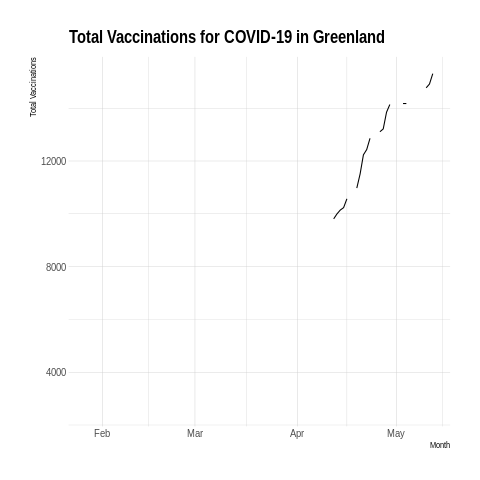 Total Vaccinations for COVID-19 in Greenland
Total Vaccinations
12000
8000
4000
Feb Mar Apr May
Month